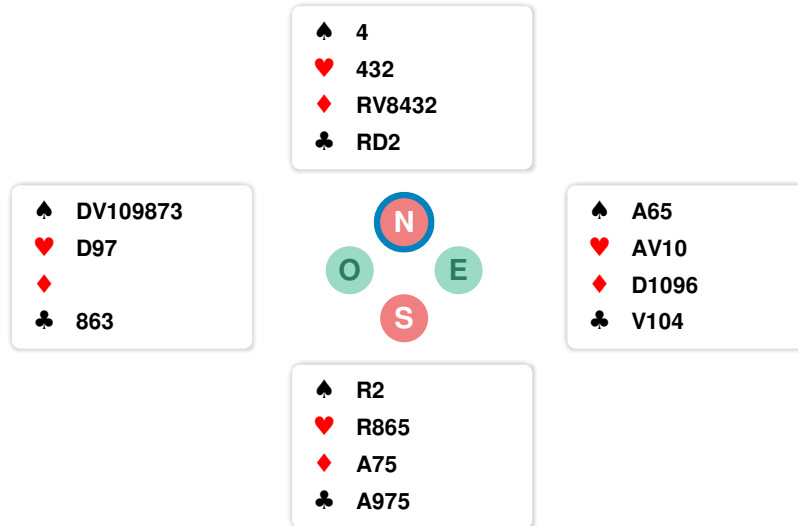 ♠ 4
♥ 432
♦ RV8432
♣ RD2
♠ DV109873
♥ D97
♦
♣ 863
N
O E
S
♠ A65
♥ AV10
♦ D1096
♣ V104
♠ R2
♥ R865
♦ A75
♣ A975